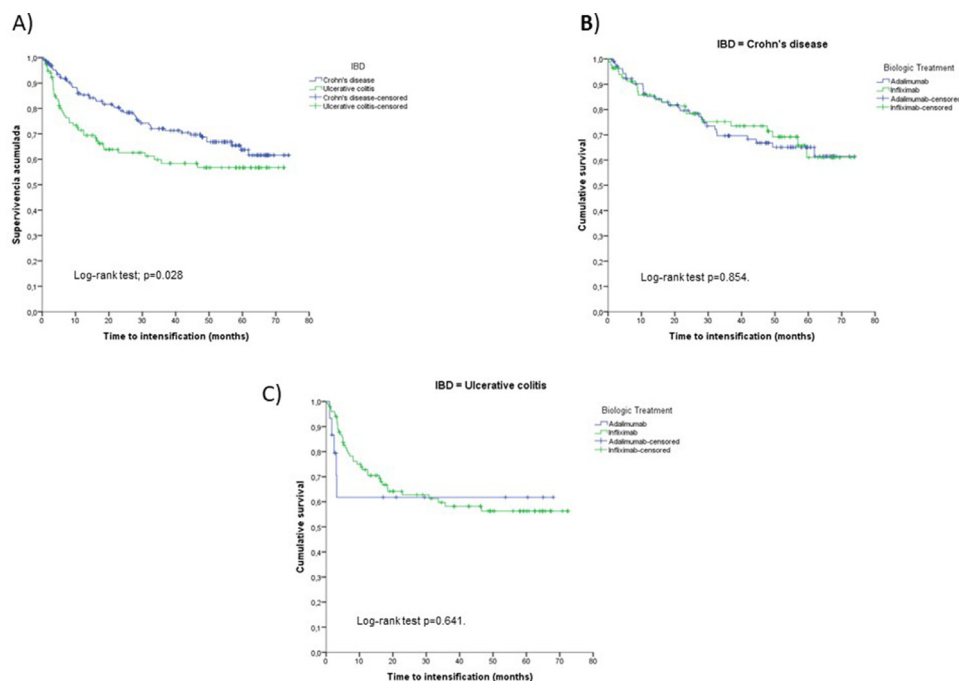 A)
IBD
Crohn's disease
Ulcerative colitis
Crohn's disease-censored
Ulcerative colitis-censored
Supervivencia acumulada
1,0
0,9
0,8
0,7
0,6
0,5
0,4
0,3
0,2
0,1
0,0
Log-rank test; p=0.028
0 10 20 30 40 50 60 70 80
Time to intensification (months)
B)
IBD = Crohn's disease
Biologic Treatment
Adalimumab
Infliximab
Adalimumab-censored
Infliximab-censored
Cumulative survival
1,0
0,9
0,8
0,7
0,6
0,5
0,4
0,3
0,2
0,1
0,0
Log-rank test p=0.854.
0 10 20 30 40 50 60 70 80
Time to intensification (months)
C)
IBD = Ulcerative colitis
Biologic Treatment
Adalimumab
Infliximab
Adalimumab-censored
Infliximab-censored
Cumulative survival
1,0
0,9
0,8
0,7
0,6
0,5
0,4
0,3
0,2
0,1
0,0
Log-rank test p=0.641.
0 10 20 30 40 50 60 70 80
Time to intensification (months)